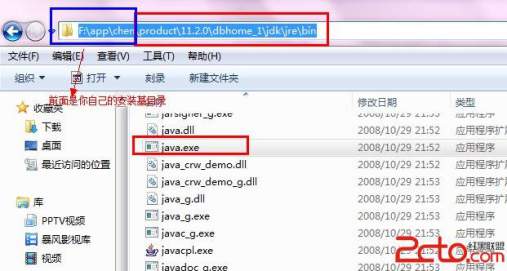 F:\app\chen\product\11.2.0\dbhome_1\jdk\jre\bin
文件(F) 编辑(E) 查看(V) 工具(T) 帮助(H)
前面是你自己的安装基目录
组织 打开 刻录 新建文件夹
收藏夹 修改日期 类型
jarsigner_g.exe 2008/10/29 21:53 应用程序
下载 java.dll 2008/10/29 21:52 应用程序扩
桌面 java.exe 2008/10/29 21:52 应用程序
最近访问的位置 java_crw_demo.dll 2008/10/29 21:52 应用程序扩
java_crw_demo_g.dll 2008/10/29 21:53 应用程序扩
库 java_g.dll 2008/10/29 21:53 应用程序扩
PPTV视频 java_g.exe 2008/10/29 21:53 应用程序
暴风影视库 javac_g.exe 2008/10/29 21:53 应用程序
视频 javacpl.exe 2008/10/29
javadoc_g.exe 2008/10/29
2cto.com
红黑联盟